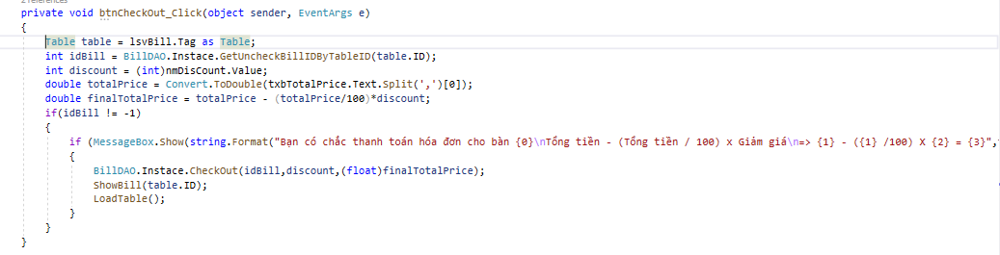 2 references
private void btnCheckOut_Click(object sender, EventArgs e)
{
Table table = lsvBill.Tag as Table;
int idBill = BillDAO.Instace.GetUncheckBillIDByTableID(table.ID);
int discount = (int)nmDisCount.Value;
double totalPrice = Convert.ToDouble(txbTotalPrice.Text.Split(',')[0]);
double finalTotalPrice = totalPrice - (totalPrice/100)*discount;
if(idBill != -1)
{
if (MessageBox.Show(string.Format("Bạn có chắc thanh toán hóa đơn cho bàn {0}\nTổng tiền - (Tổng tiền / 100) x Giảm giá\n=> {1} - ({1} /100) X {2} = {3}",
{
BillDAO.Instace.CheckOut(idBill,discount,(float)finalTotalPrice);
ShowBill(table.ID);
LoadTable();
}
}
}